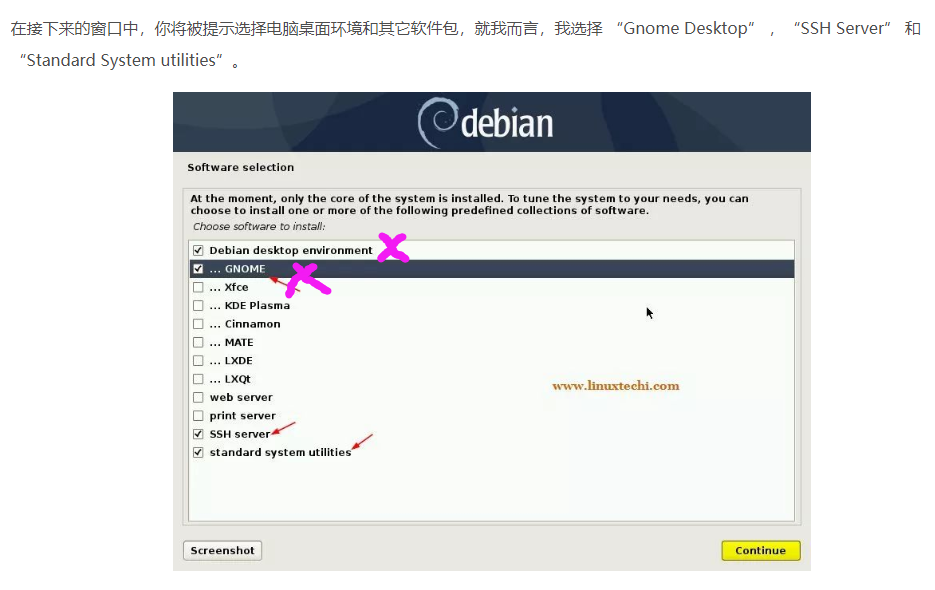 在接下来的窗口中，你将被提示选择电脑桌面环境和其它软件包，就我而言，我选择 “Gnome Desktop” ， “SSH Server” 和
“Standard System utilities” 。
debian
Software selection
At the moment, only the core of the system is installed. To tune the system to your needs, you can
choose to install one or more of the following predefined collections of software.
Choose software to install:
Debian desktop environment
... GNOME
... Xfce
... KDE Plasma
... Cinnamon
... MATE
... LXDE
... LXQt
www.linuxtechi.com
web server
print server
SSH server
standard system utilities
Screenshot
Continue